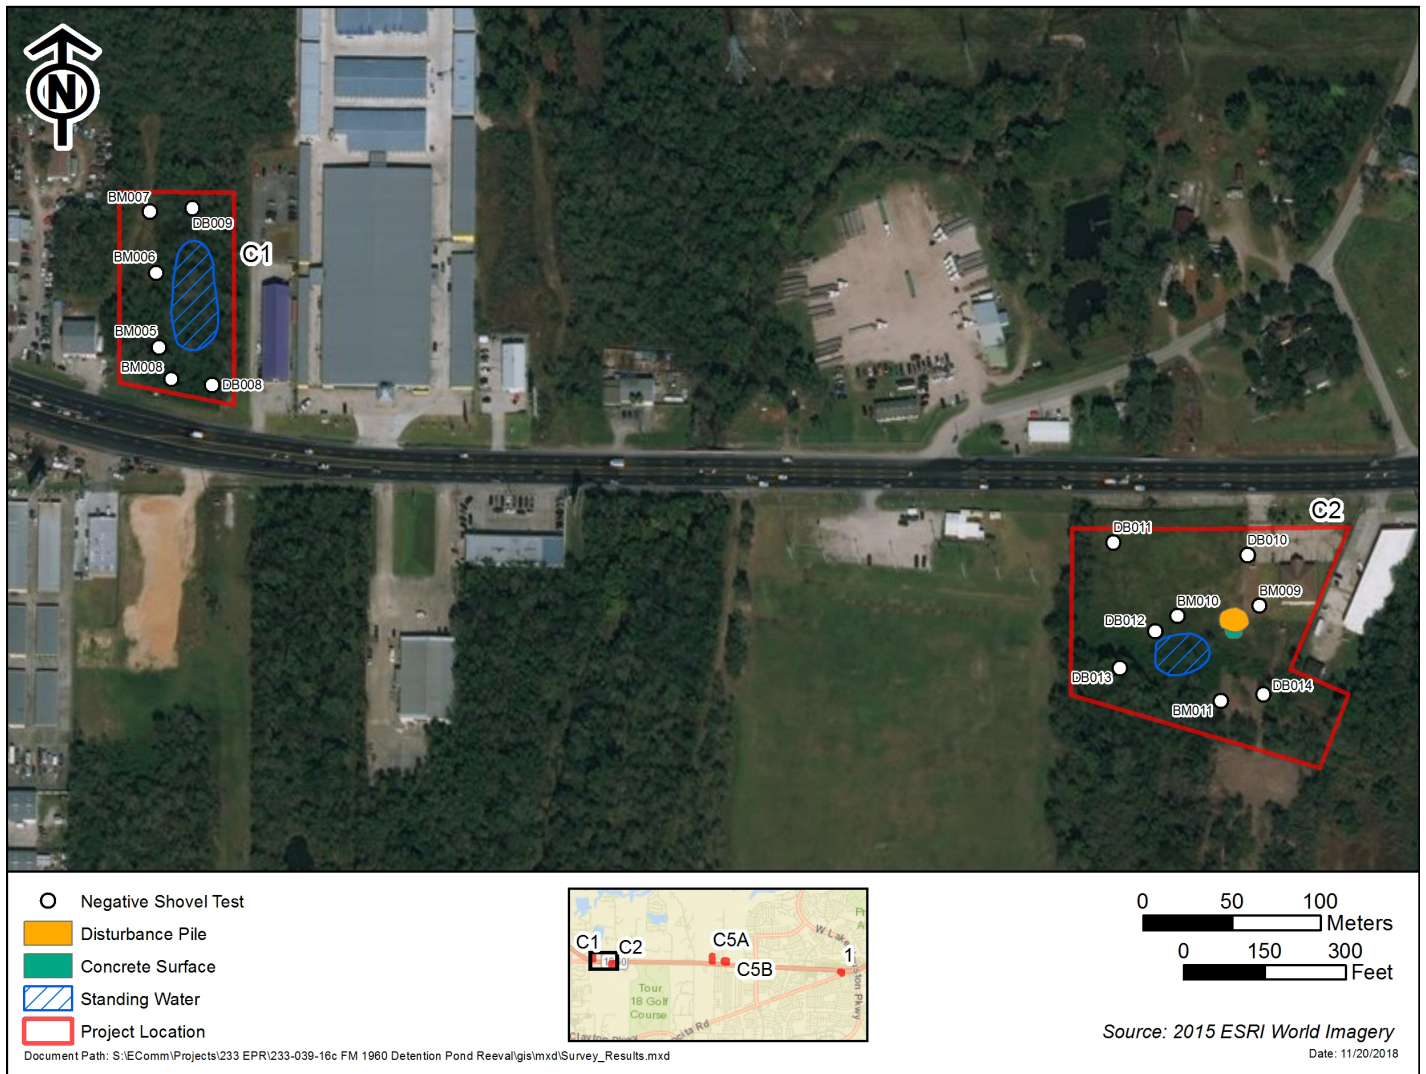 N
BM007
DB009
C1
BM006
BM005
BM008
DB008
C2
DB011
DB010
BM009
BM010
DB012
DB013
DB014
BM011
Negative Shovel Test
Disturbance Pile
Concrete Surface
Standing Water
Project Location
C1
C2
C5A
C5B
1
W Lake
Tour
18 Golf
Course
ston Pkwy
0 50 100
Meters
0 150 300
Feet
Source: 2015 ESRI World Imagery
Document Path: S:\EComm\Projects\233 EPR\233-039-16c FM 1960 Detention Pond Reeval\gis\mxd\Survey_Results.mxd
Date: 11/20/2018